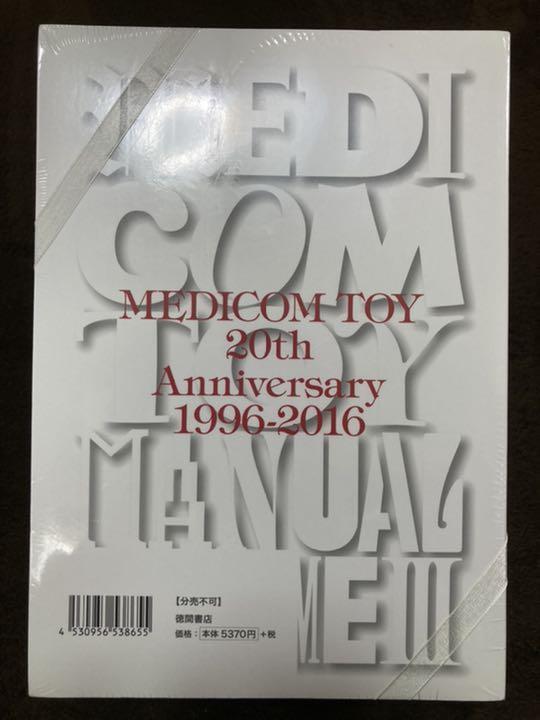 MEDI
COM
TOY
MANUAL
ME III
MEDICOM TOY
20th
Anniversary
1996-2016
【分売不可】
徳間書店
価格：本体 5370円 +税
4 530956 538655